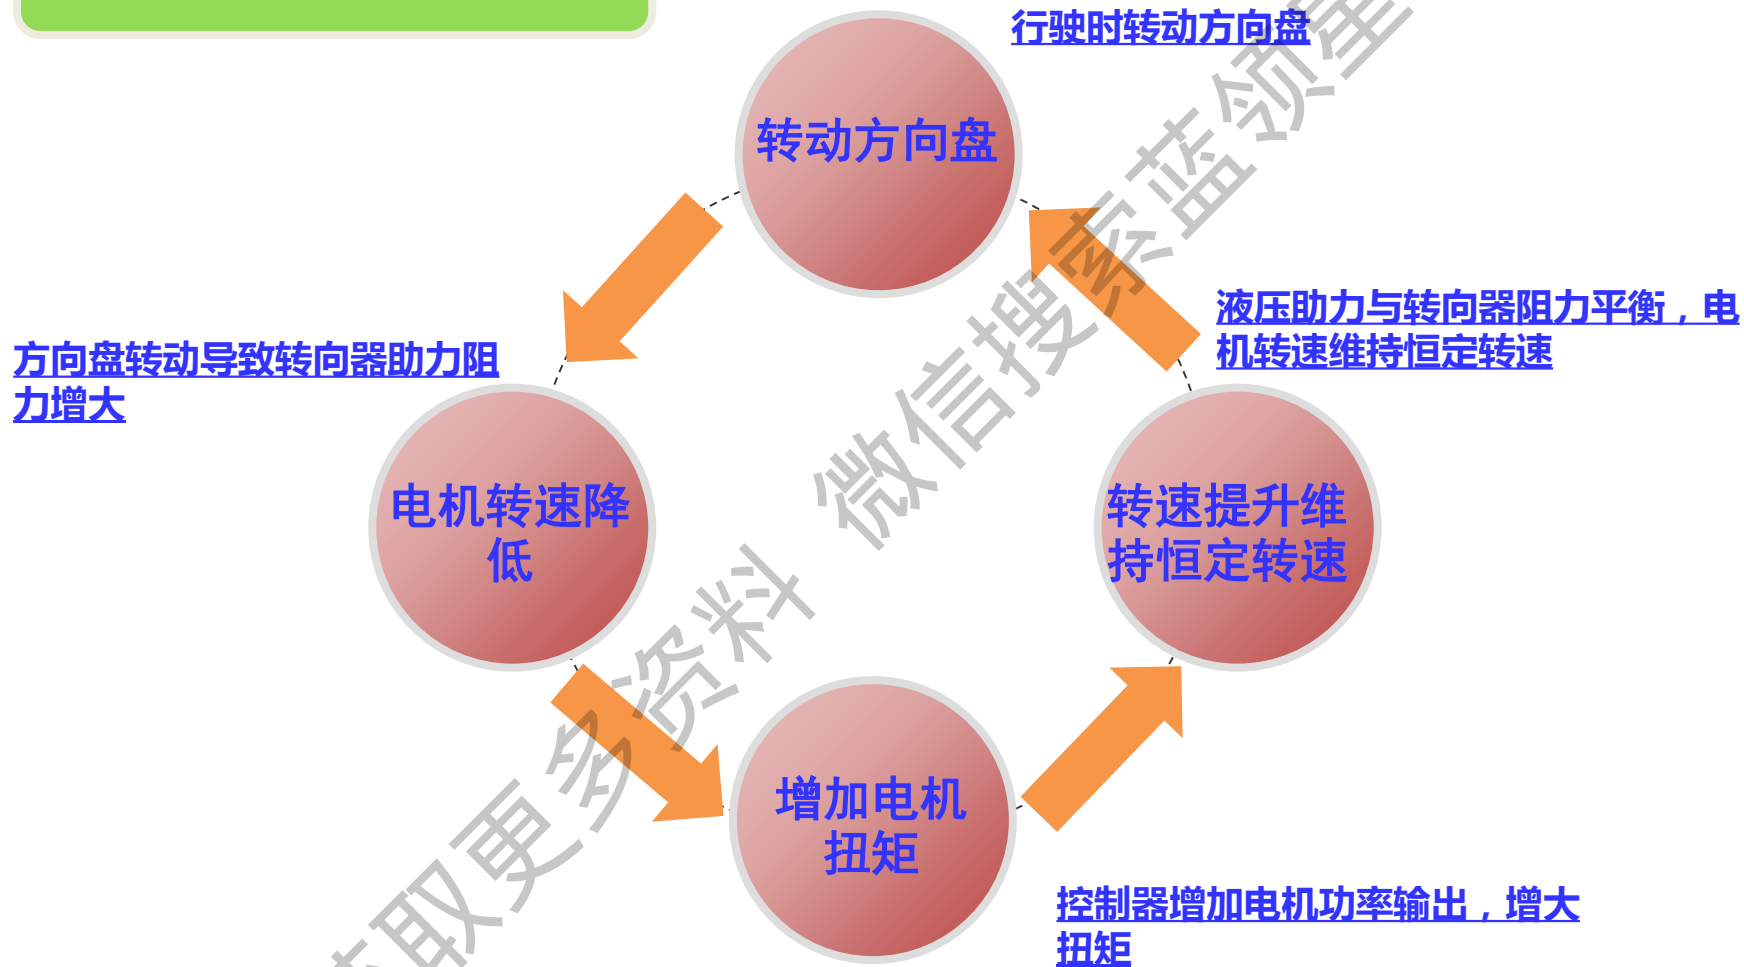 行驶时转动方向盘
转动方向盘
液压助力与转向器阻力平衡，电
机转速维持恒定转速
方向盘转动导致转向器助力阻
力增大
电机转速降
低
转速提升维
持恒定转速
增加电机
扭矩
控制器增加电机功率输出，增大
扭矩
取更多资料 微信搜索蓝领星